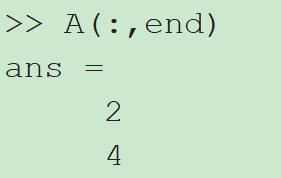 >> A(:,end)
ans =
2
4